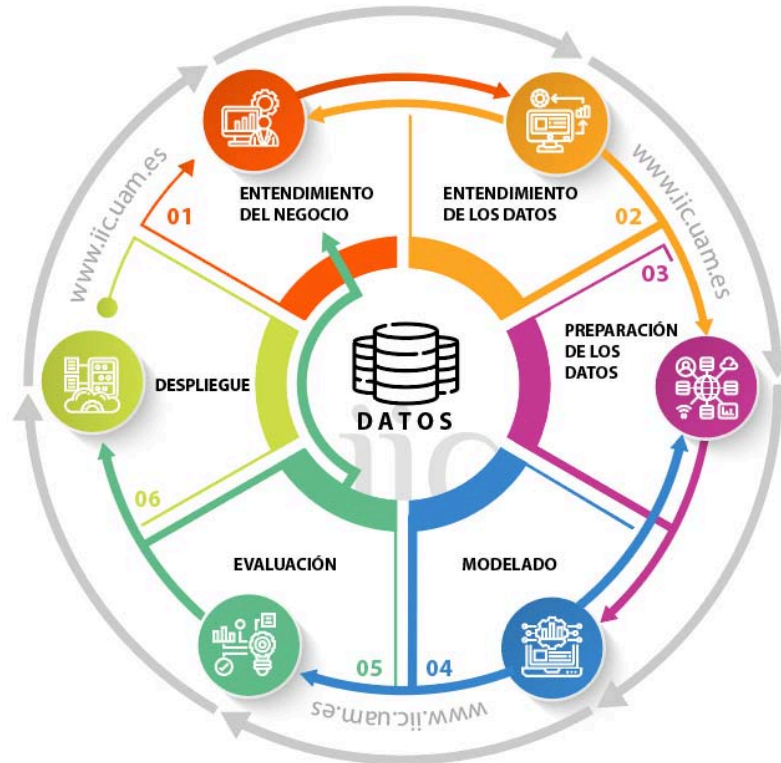 www.iic.uam.es
www.iic.uam.es
01
ENTENDIMIENTO
DEL NEGOCIO
ENTENDIMIENTO
DE LOS DATOS
02
03
PREPARACIÓN
DE LOS
DATOS
DATOS
iic
DESPLIEGUE
06
EVALUACIÓN
MODELADO
05
04
www.iic.uam.es